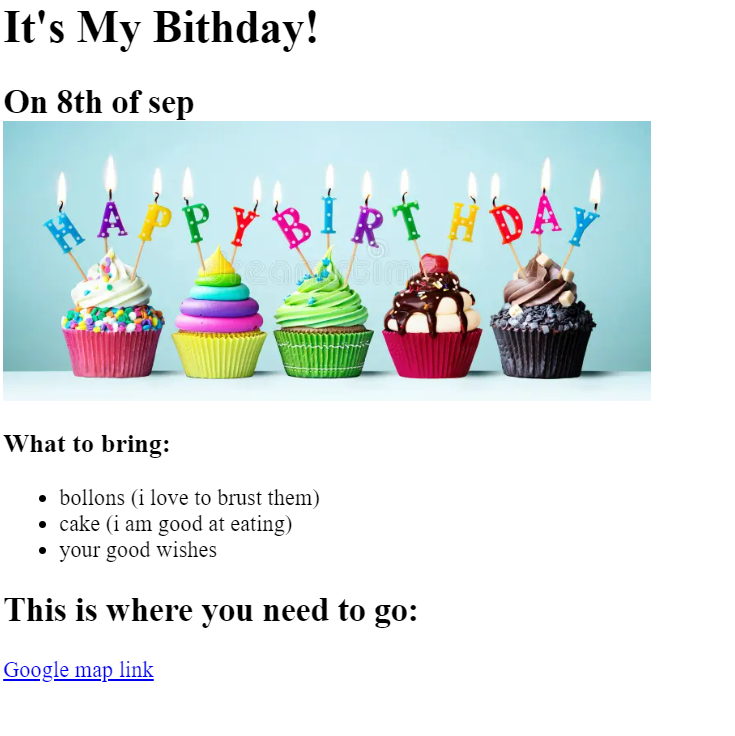 It's My Bithday!
On 8th of sep
HAPPY BIRTHDAY
What to bring:
bollons (i love to brust them)
cake (i am good at eating)
your good wishes
This is where you need to go:
Google map link